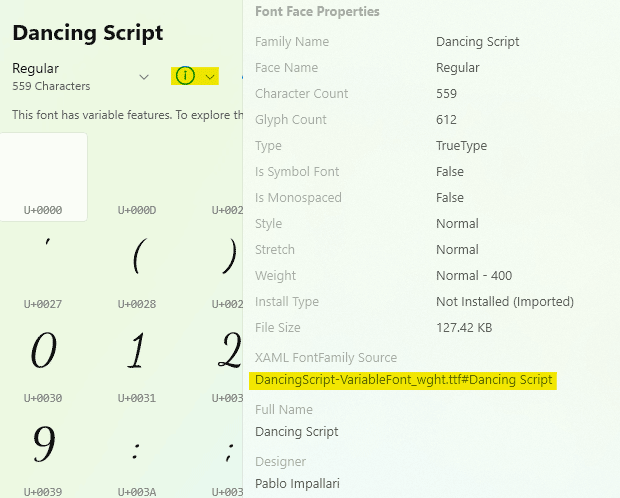 Dancing Script
Regular
559 Characters
This font has variable features. To explore th
U+0000 U+000D U+002
' ( )
U+0027 U+0028 U+002
0 1 2
U+0030 U+0031 U+003
9 : ;
U+0039 U+003A U+003
Font Face Properties
Family Name Dancing Script
Face Name Regular
Character Count 559
Glyph Count 612
Type TrueType
Is Symbol Font False
Is Monospaced False
Style Normal
Stretch Normal
Weight Normal - 400
Install Type Not Installed (Imported)
File Size 127.42 KB
XAML FontFamily Source
DancingScript-VariableFont_wght.ttf#Dancing Script
Full Name
Dancing Script
Designer
Pablo Impallari